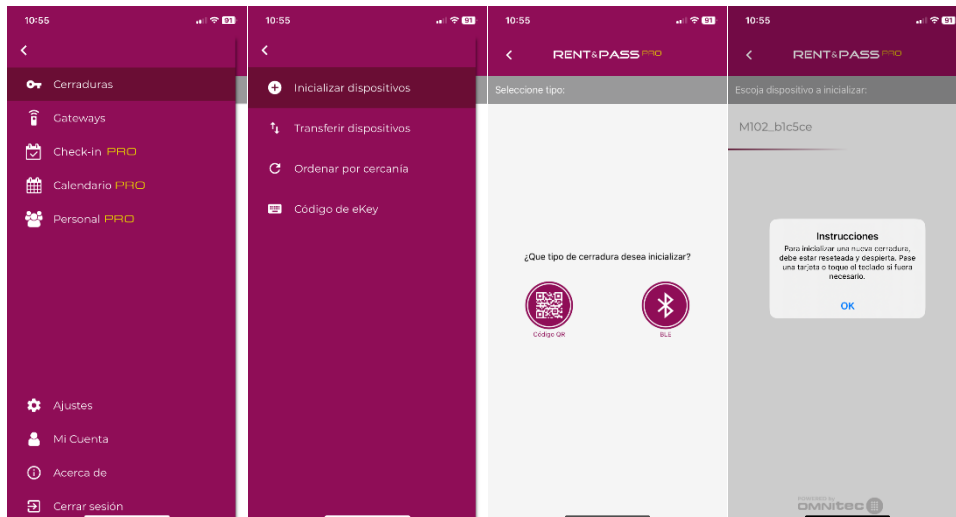 10:55
91
Cerraduras
Gateways
Check-in PRO
Calendario PRO
Personal PRO
Ajustes
Mi Cuenta
Acerca de
Cerrar sesión
10:55
91
Inicializar dispositivos
Transferir dispositivos
Ordenar por cercanía
Código de eKey
10:55
91
RENT&PASS PRO
Seleccione tipo:
¿Que tipo de cerradura desea inicializar?
Código QR
BLE
10:55
91
RENT&PASS PRO
Escoja dispositivo a inicializar:
M102_b1c5ce
Instrucciones
Para inicializar una nueva cerradura,
debe estar reseteada y despierta. Pase
una tarjeta o toque el teclado si fuera
necesario.
OK
POWERED by
OMNITEC